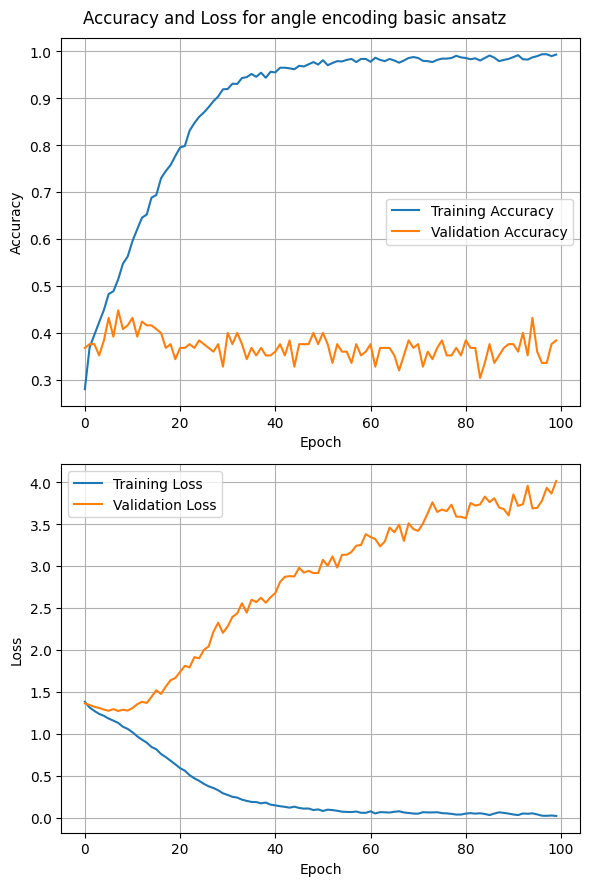 Accuracy and Loss for angle encoding basic ansatz
1.0
0.9
0.8
0.7
0.6
0.5
0.4
0.3
Accuracy
Training Accuracy
Validation Accuracy
0 20 40 60 80 100
Epoch
Training Loss
Validation Loss
4.0
3.5
3.0
2.5
2.0
1.5
1.0
0.5
0.0
Loss
0 20 40 60 80 100
Epoch